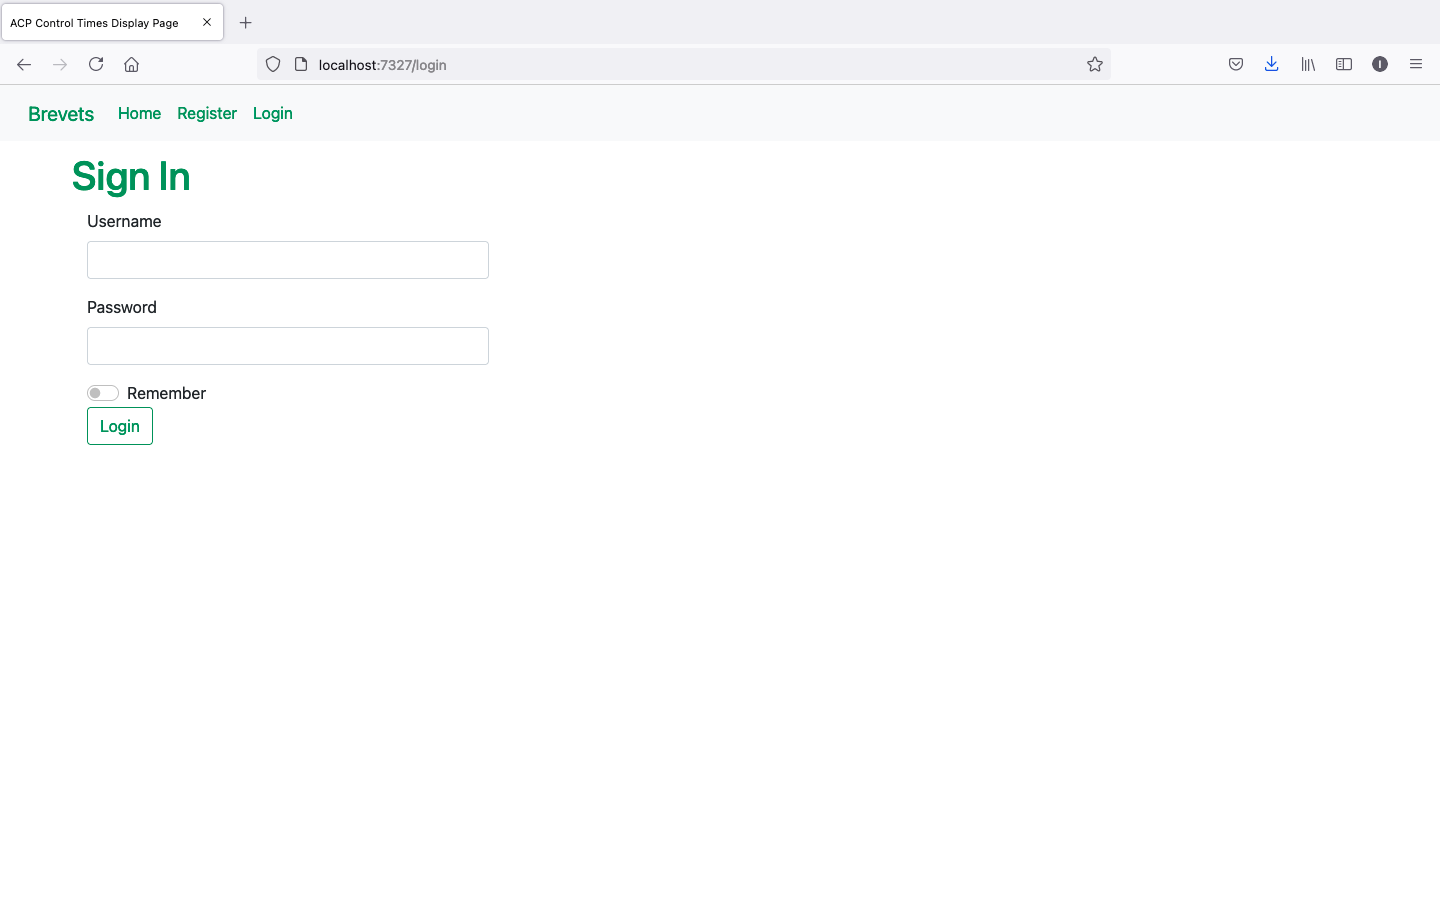 ACP Control Times Display Page
localhost:7327/login
I
Brevets Home Register Login
Sign In
Username
Password
Remember
Login